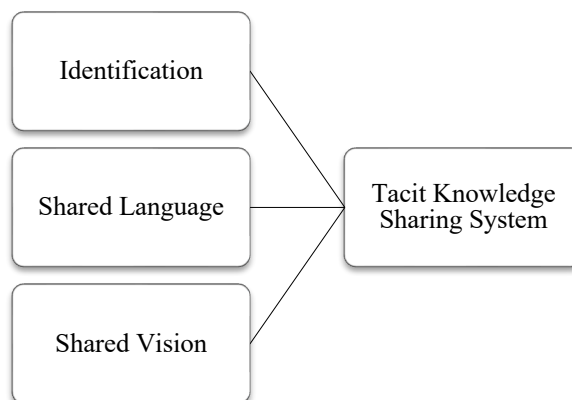 Identification
Shared Language
Tacit Knowledge
Sharing System
Shared Vision